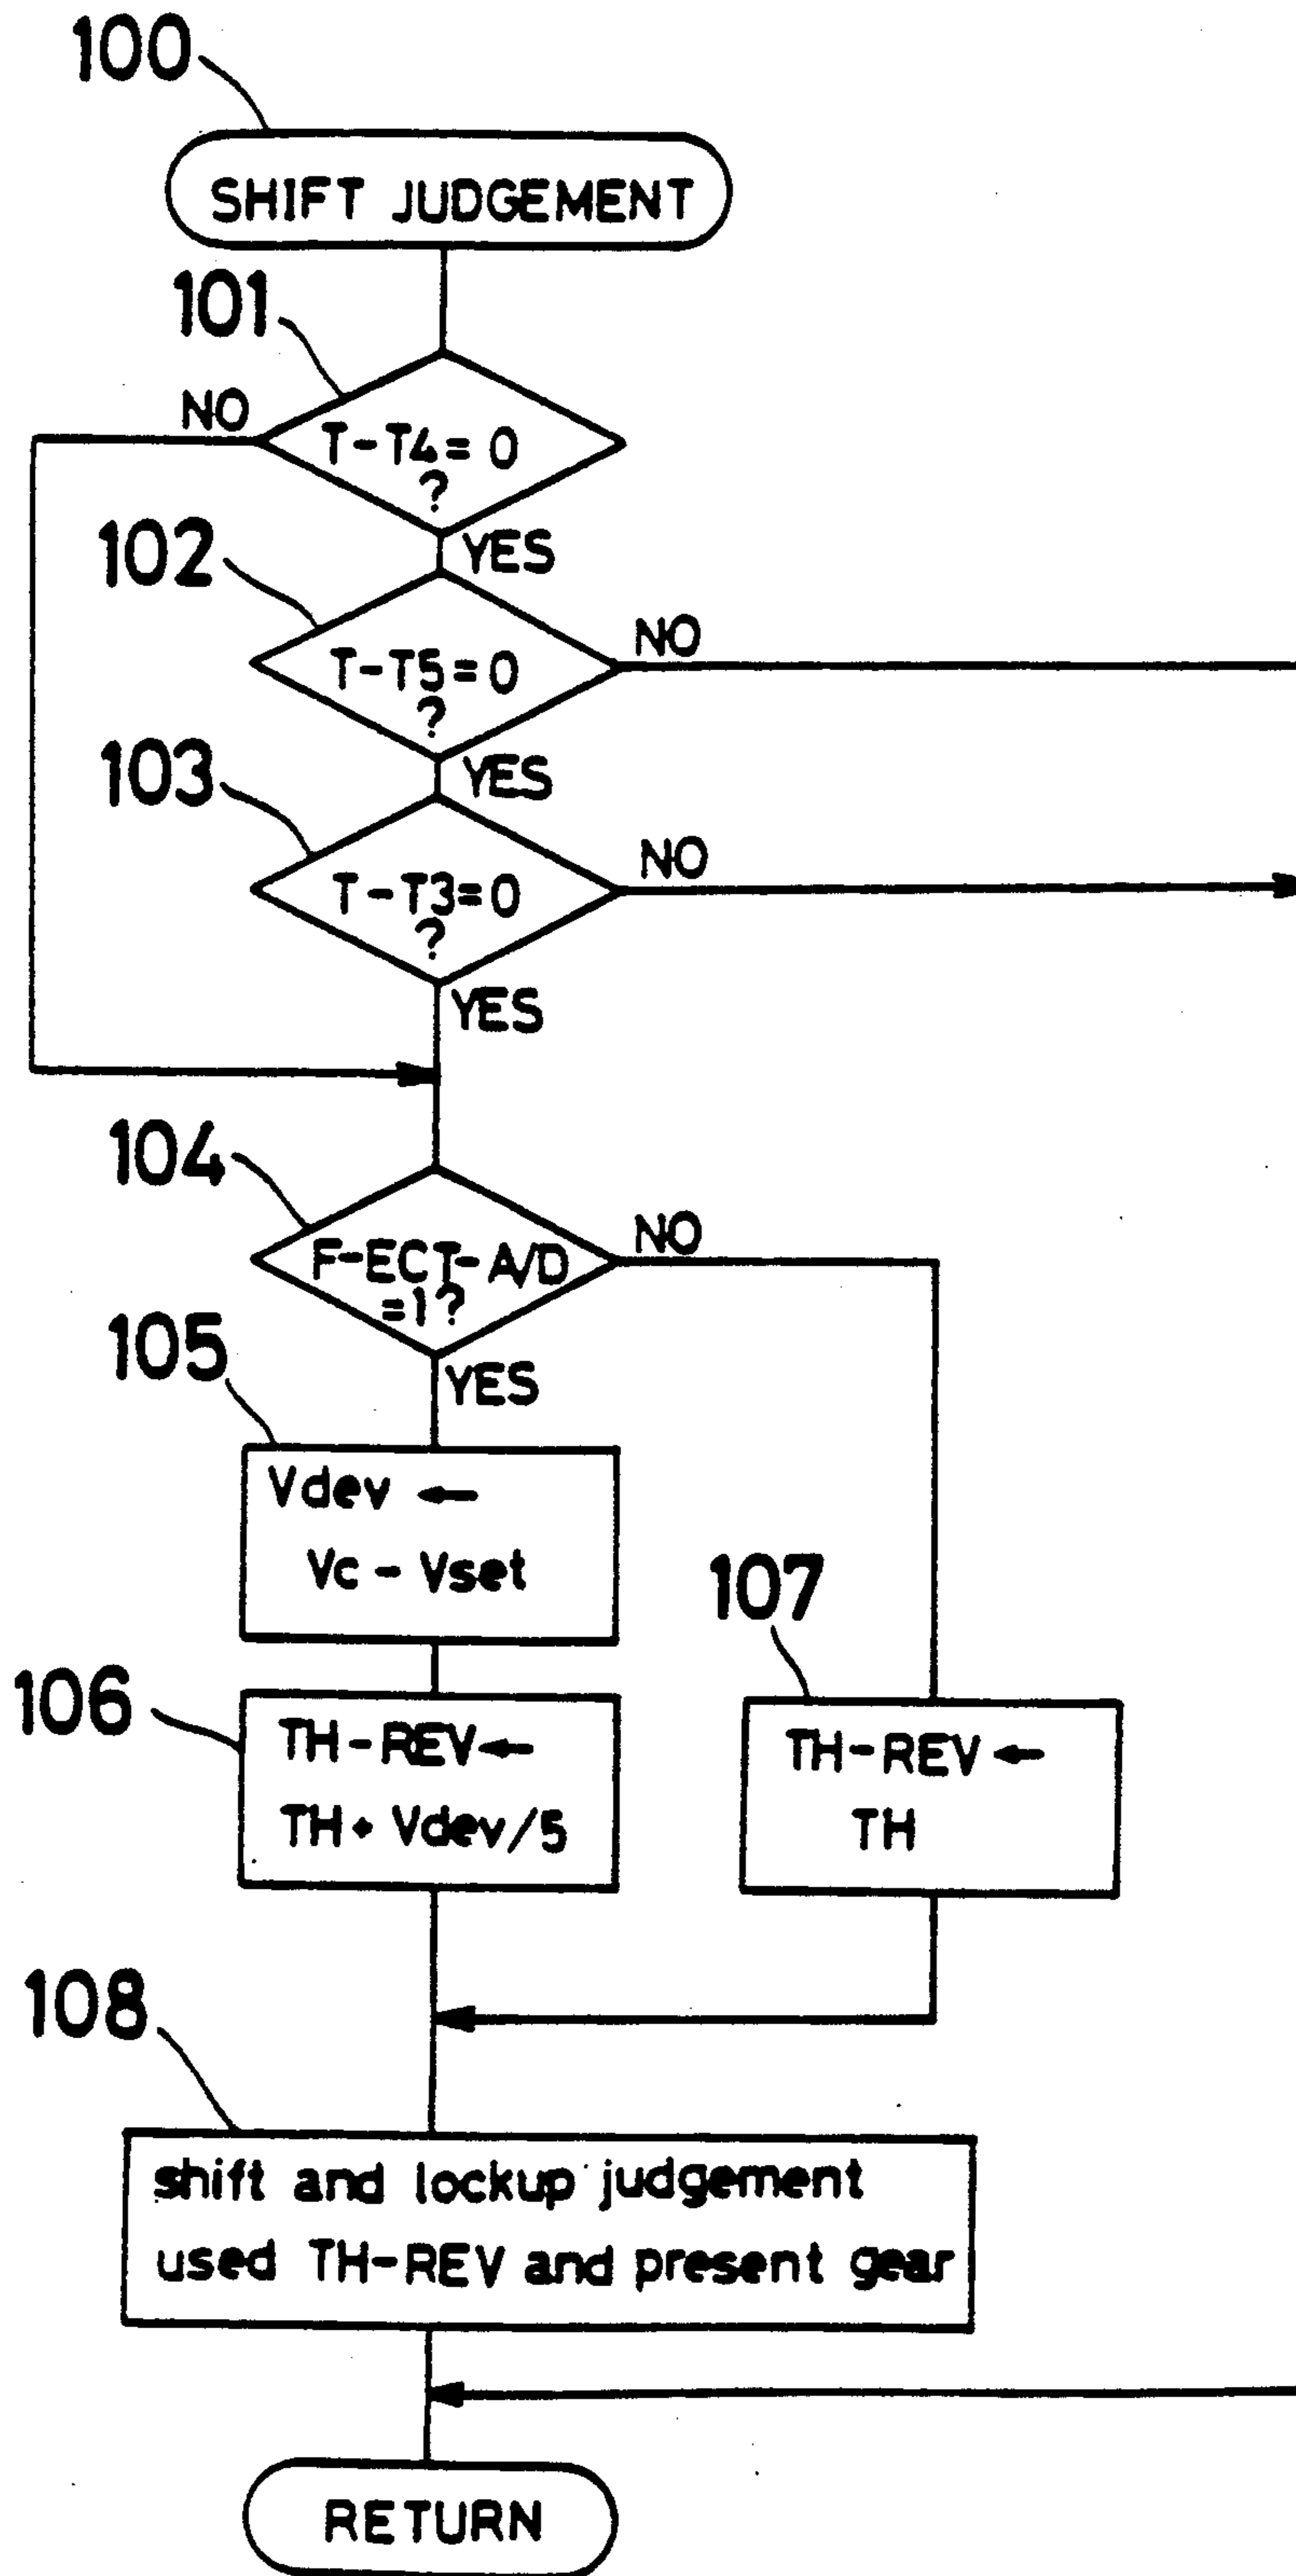 100
SHIFT JUDGEMENT
101
NO
T-T4=0
?
YES
102
NO
T-T5=0
?
YES
103
NO
T-T3=0
?
YES
104
NO
F-ECT-A/D
=1?
YES
105
Vdev ←
Vc - Vset
106
TH-REV←
TH+ Vdev/5
107
TH-REV ←
TH
108
shift and lockup judgement
used TH-REV and present gear
RETURN